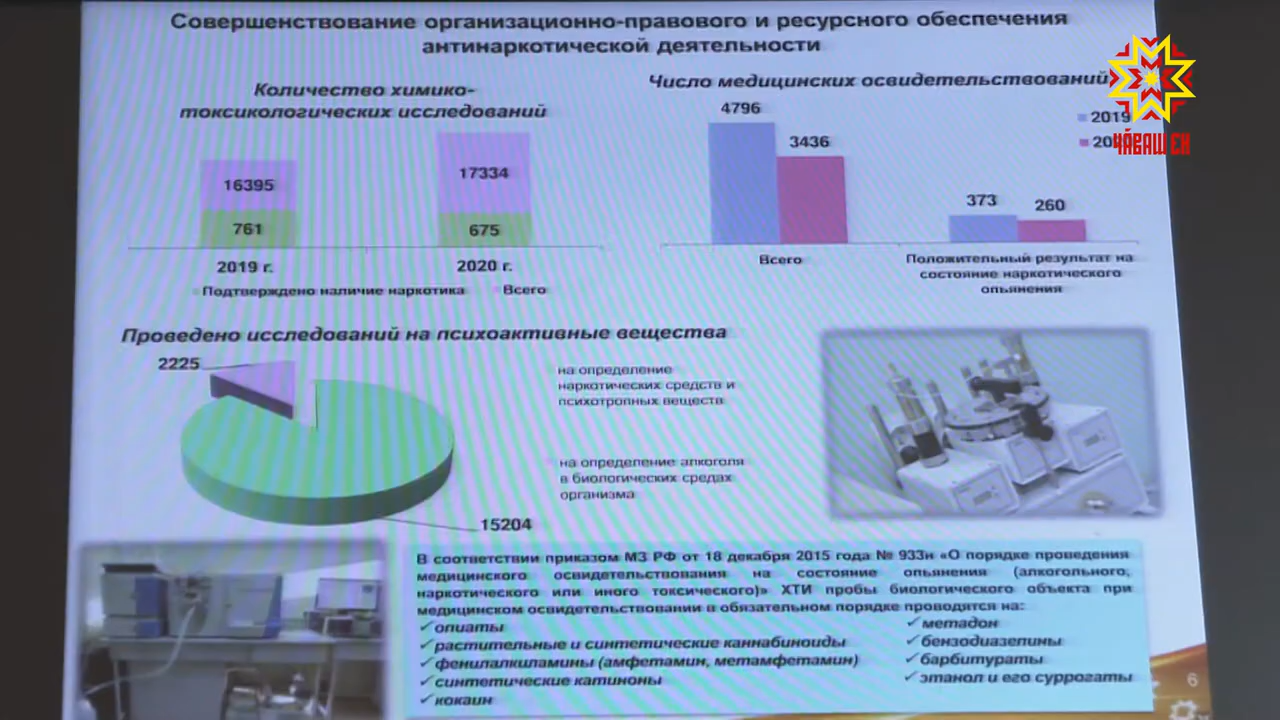 Совершенствование организационно-правового и ресурсного обеспечения
антинаркотической деятельности
Количество химико-
токсикологических исследований
16395
761
17334
675
2019 г.
2020 г.
Подтверждено наличие наркотика
Всего
Число медицинских освидетельствований
4796
3436
373
260
2019
Всего
Положительный результат на
состояние наркотического
опьянения
ЧӐВАШ ЕН
Проведено исследований на психоактивные вещества
2225
15204
на определение
наркотических средств и
психотропных веществ
на определение алкоголя
в биологических средах
организма
В соответствии приказом МЗ РФ от 18 декабря 2015 года № 933н «О порядке проведения
медицинского освидетельствования на состояние опьянения (алкогольного,
наркотического или иного токсического)» ХТИ пробы биологического объекта при
медицинском освидетельствовании в обязательном порядке проводятся на:
✓опиаты
✓растительные и синтетические каннабиноиды
✓фенилалкиламины (амфетамин, метамфетамин)
✓синтетические катиноны
✓кокаин
✓метадон
✓бензодиазепины
✓барбитураты
✓этанол и его суррогаты
6